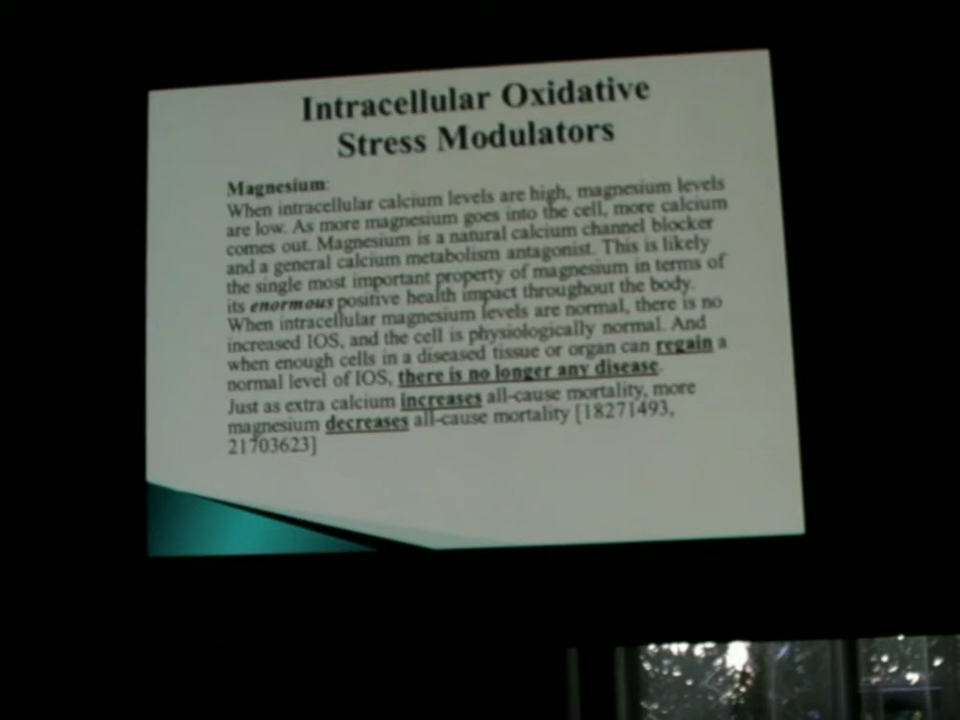 Intracellular Oxidative
Stress Modulators
Magnesium:
When intracellular calcium levels are high, magnesium levels
are low. As more magnesium goes into the cell, more calcium
comes out. Magnesium is a natural calcium channel blocker
and a general calcium metabolism antagonist. This is likely
the single most important property of magnesium in terms of
its enormous positive health impact throughout the body.
When intracellular magnesium levels are normal, there is no
increased IOS, and the cell is physiologically normal. And
when enough cells in a diseased tissue or organ can regain a
normal level of IOS, there is no longer any disease.
Just as extra calcium increases all-cause mortality, more
magnesium decreases all-cause mortality [18271493,
21703623]